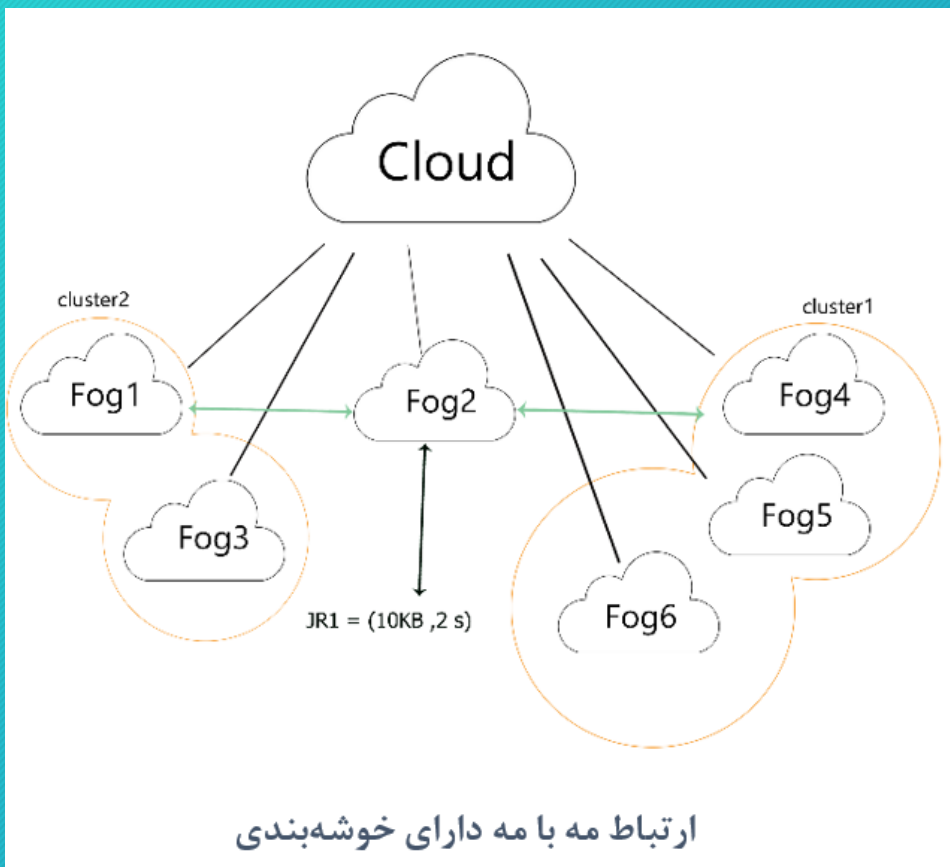 Cloud
cluster2
cluster1
Fog1
Fog2
Fog4
Fog3
Fog5
Fog6
JR1 = (10KB ,2 s)
ارتباط مه با مه دارای خوشه‌بندی